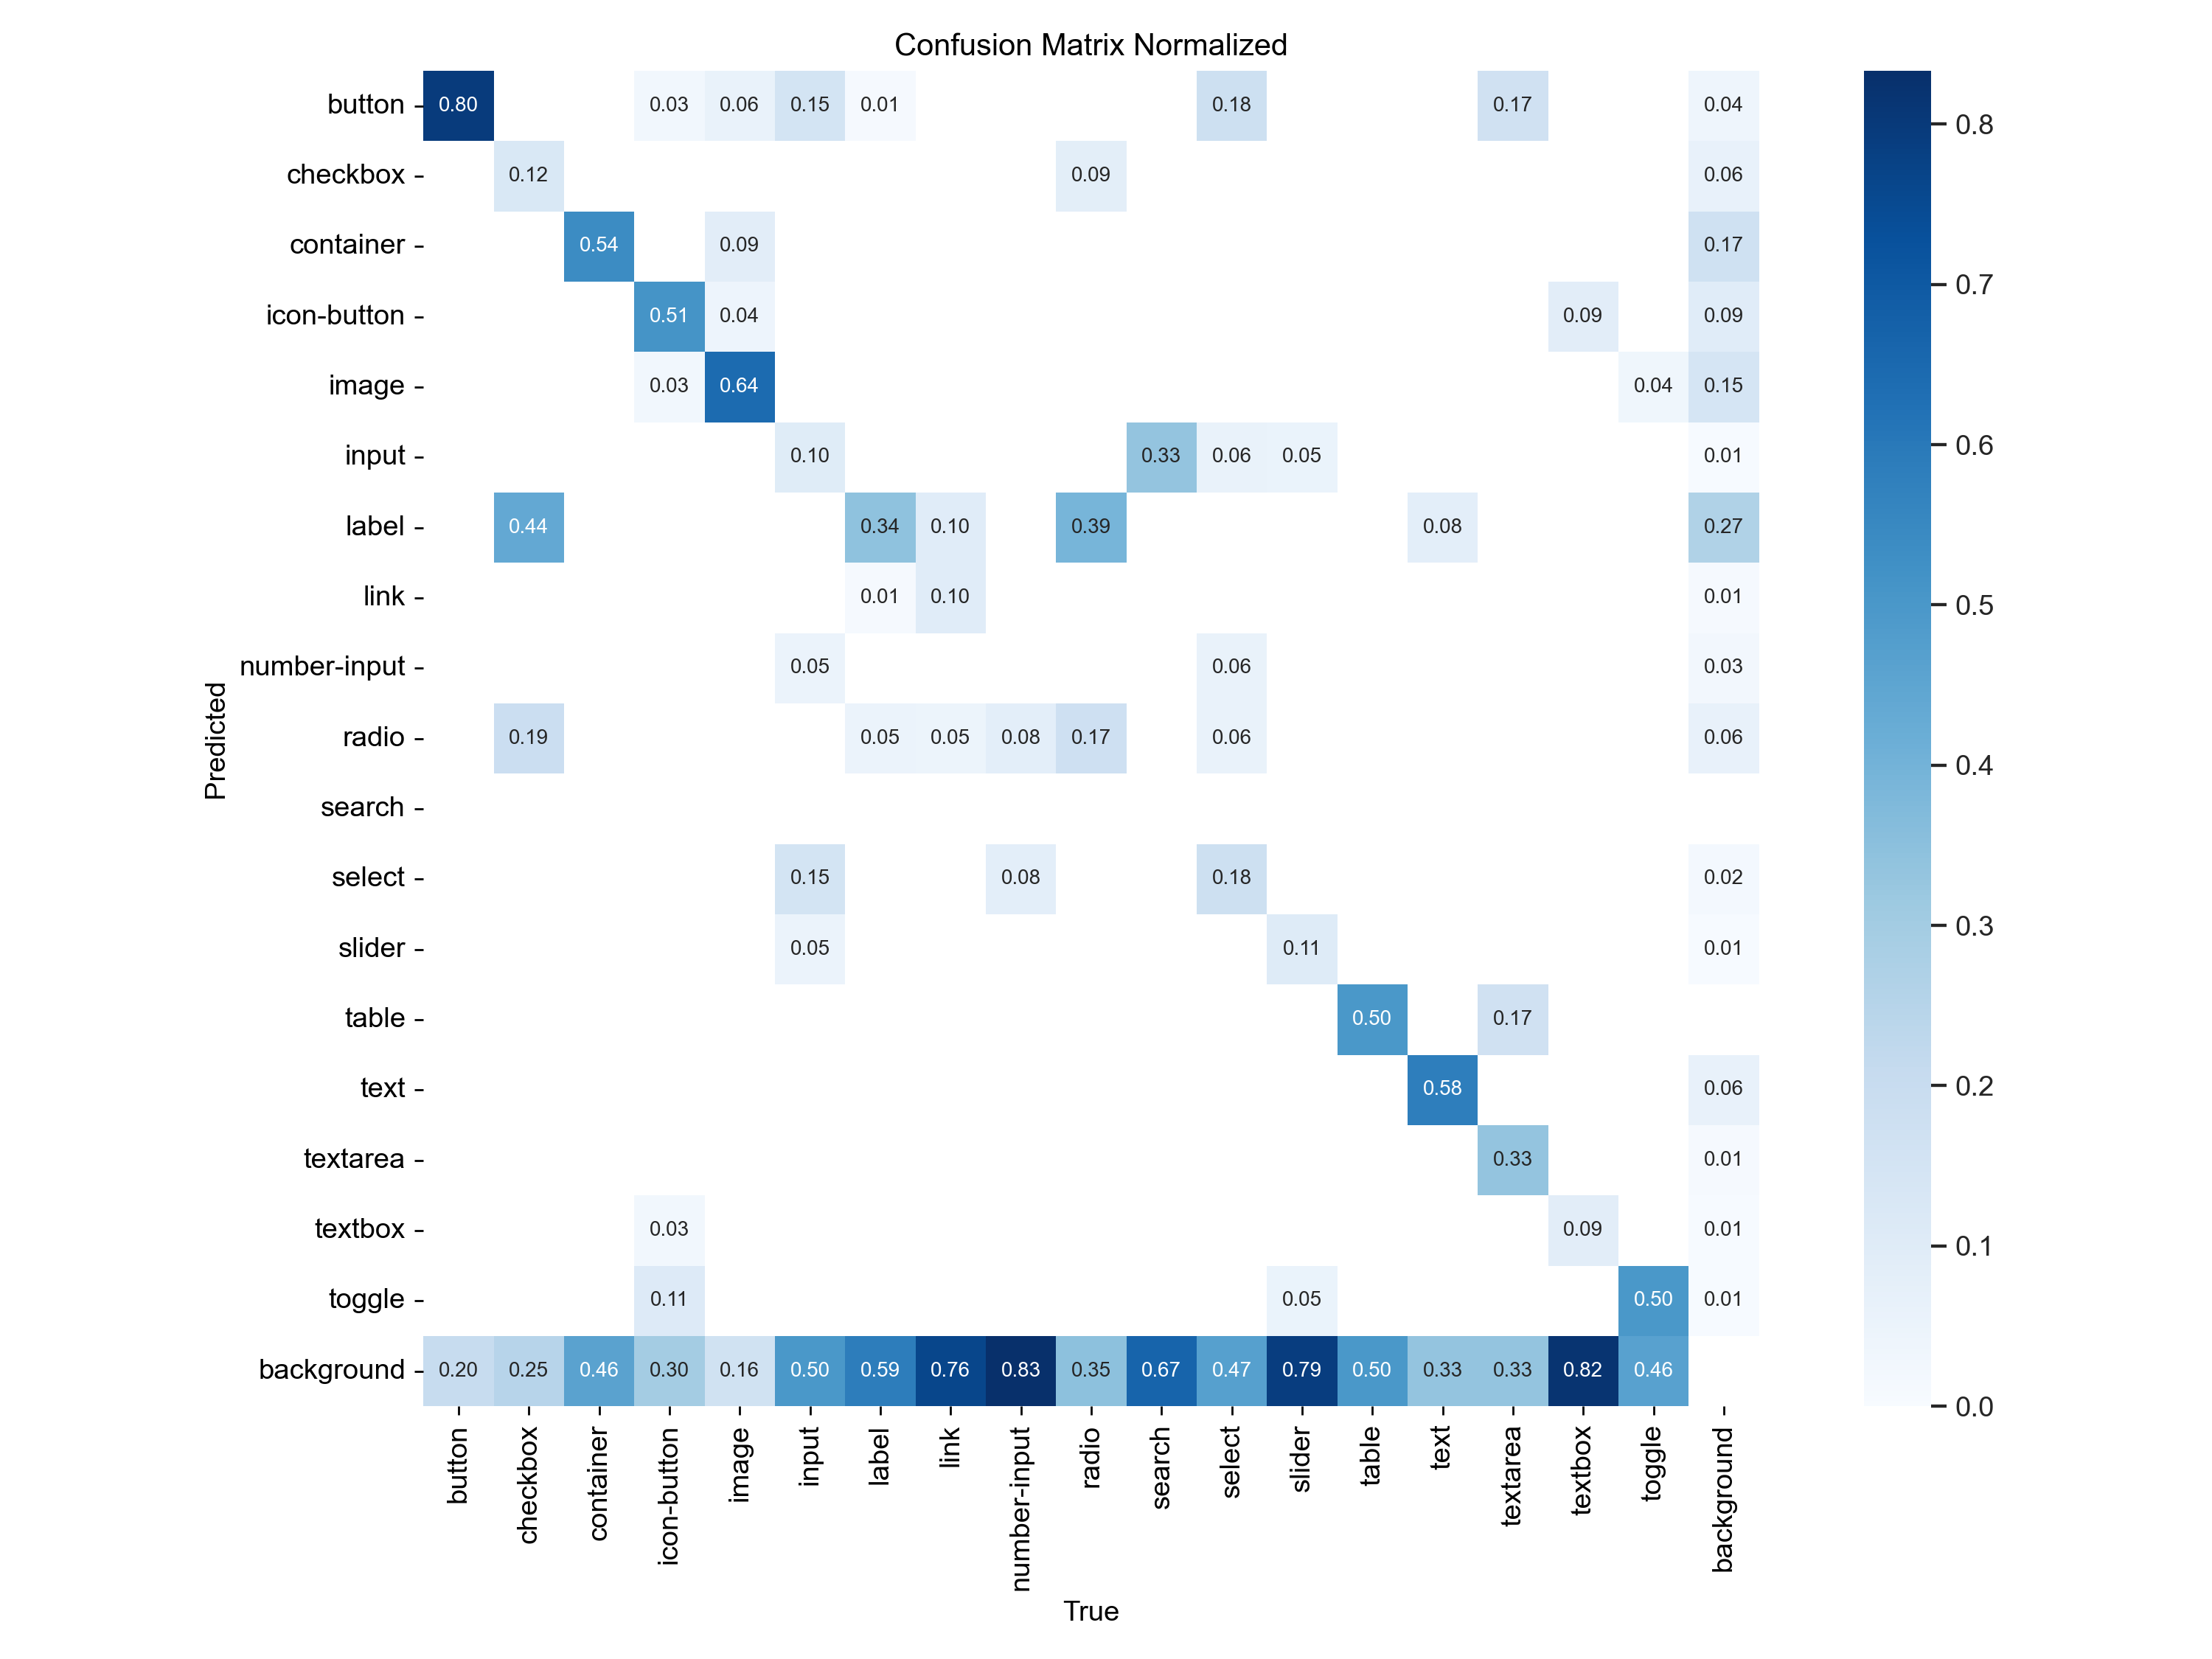 Confusion Matrix Normalized
button 0.80 0.03 0.06 0.15 0.01 0.18 0.17 0.04
checkbox 0.12 0.09 0.06
container 0.54 0.09 0.17
icon-button 0.51 0.04 0.09 0.09
image 0.03 0.64 0.04 0.15
input 0.10 0.33 0.06 0.05 0.01
label 0.44 0.34 0.10 0.39 0.08 0.27
link 0.01 0.10 0.01
number-input 0.05 0.06 0.03
radio 0.19 0.05 0.05 0.08 0.17 0.06 0.06
search
select 0.15 0.08 0.18 0.02
slider 0.05 0.11 0.01
table 0.50 0.17
text 0.58 0.06
textarea 0.33 0.01
textbox 0.03 0.09 0.01
toggle 0.11 0.05 0.50 0.01
background 0.20 0.25 0.46 0.30 0.16 0.50 0.59 0.76 0.83 0.35 0.67 0.47 0.79 0.50 0.33 0.33 0.82 0.46
button checkbox container icon-button image input label link number-input radio search select slider table text textarea textbox toggle background
True
Predicted
0.8
0.7
0.6
0.5
0.4
0.3
0.2
0.1
0.0